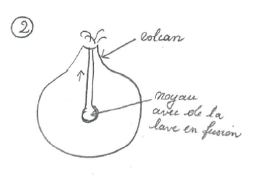 2
volcan
noyau
avec de la
lave en fusion